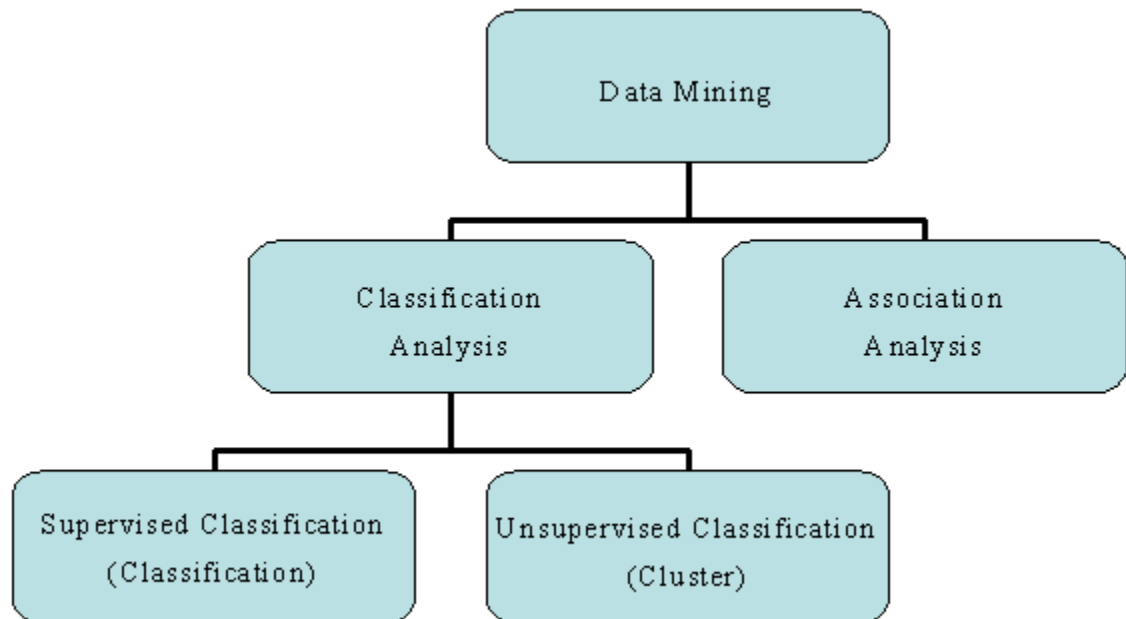 Data Mining
Classification
Analysis
Association
Analysis
Supervised Classification
(Classification)
Unsupervised Classification
(Cluster)